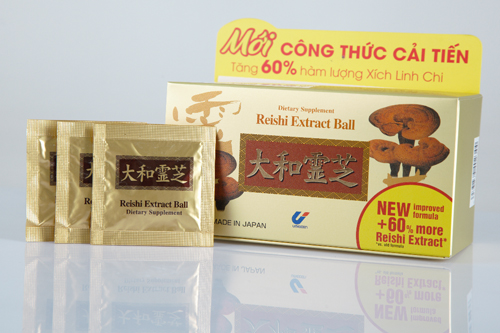 Mới CÔNG THỨC CẢI TIẾN
Tăng 60% hàm lượng Xích Linh Chi
Dietary Supplement
Reishi Extract Ball
大和霊芝
MADE IN JAPAN
NEW improved
formula
+60% more
Reishi Extract*
大和霊芝
Reishi Extract Ball
Dietary Supplement